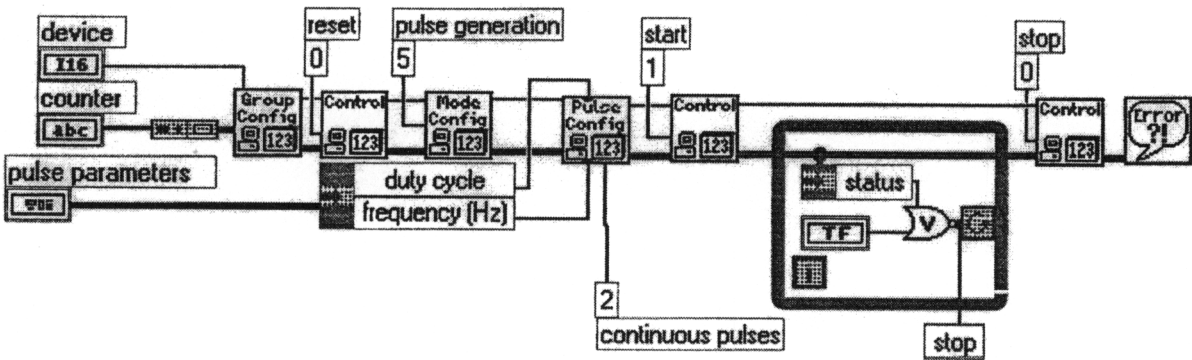 device
I16
counter
abc
pulse parameters
reset
0
pulse generation
5
Group
Config
123
Control
123
Mode
Config
123
Pulse
Config
123
duty cycle
frequency (Hz)
2
continuous pulses
start
1
Control
123
status
TF
V
i
stop
stop
0
Control
123
Error
?!